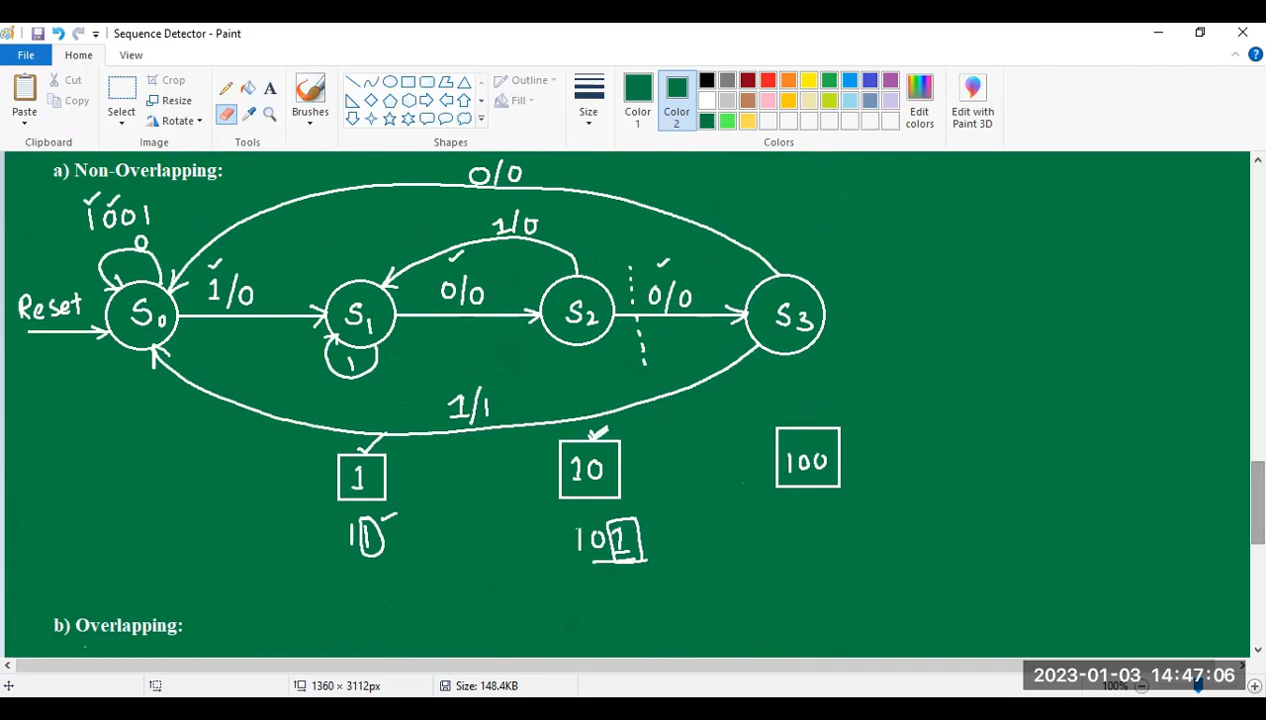 Sequence Detector - Paint
File Home View
Paste Cut Copy Select Crop Resize Rotate Brushes Outline Fill Size Color 1 Color 2 Edit colors Edit with Paint 3D
Clipboard Image Tools Shapes Colors
a) Non-Overlapping:
0/0
1001
0
1/0
Reset
S0
1/0
S1
0/0
S2
0/0
S3
1
1/1
1
10
100
11
101
b) Overlapping:
1360 × 3112px
Size: 148.4KB
100%
2023-01-03 14:47:06